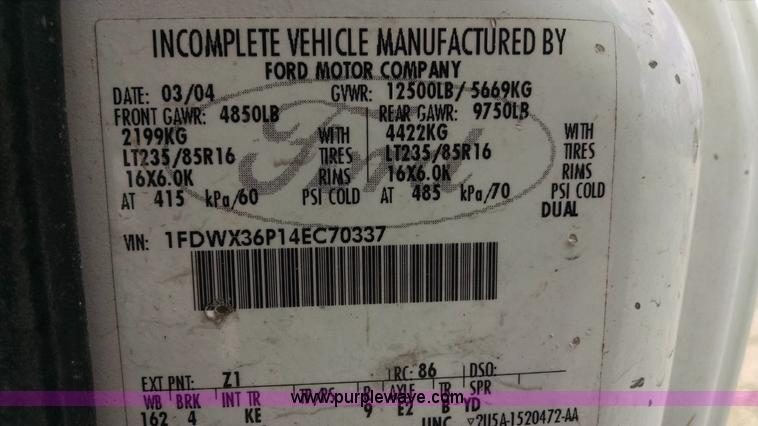 INCOMPLETE VEHICLE MANUFACTURED BY
FORD MOTOR COMPANY
DATE: 03/04 GVWR: 12500LB/ 5669KG
FRONT GAWR: 4850LB REAR GAWR: 9750LB
2199KG WITH 4422KG WITH
LT235/85R16 TIRES LT235/85R16 TIRES
16X6.0K RIMS 16X6.0K RIMS
AT 415 kPa/60 PSI COLD AT 485 kPa/70 PSI COLD
DUAL
Ford
VIN: 1FDWX36P14EC70337
EXT PNT: Z1 RC: 86 DSO:
WB BRK INT TR AXLE TR SPR
www.purplewave.com
162 4 KE 9 E2 B YD
UNC 2U5A-1520472-AA